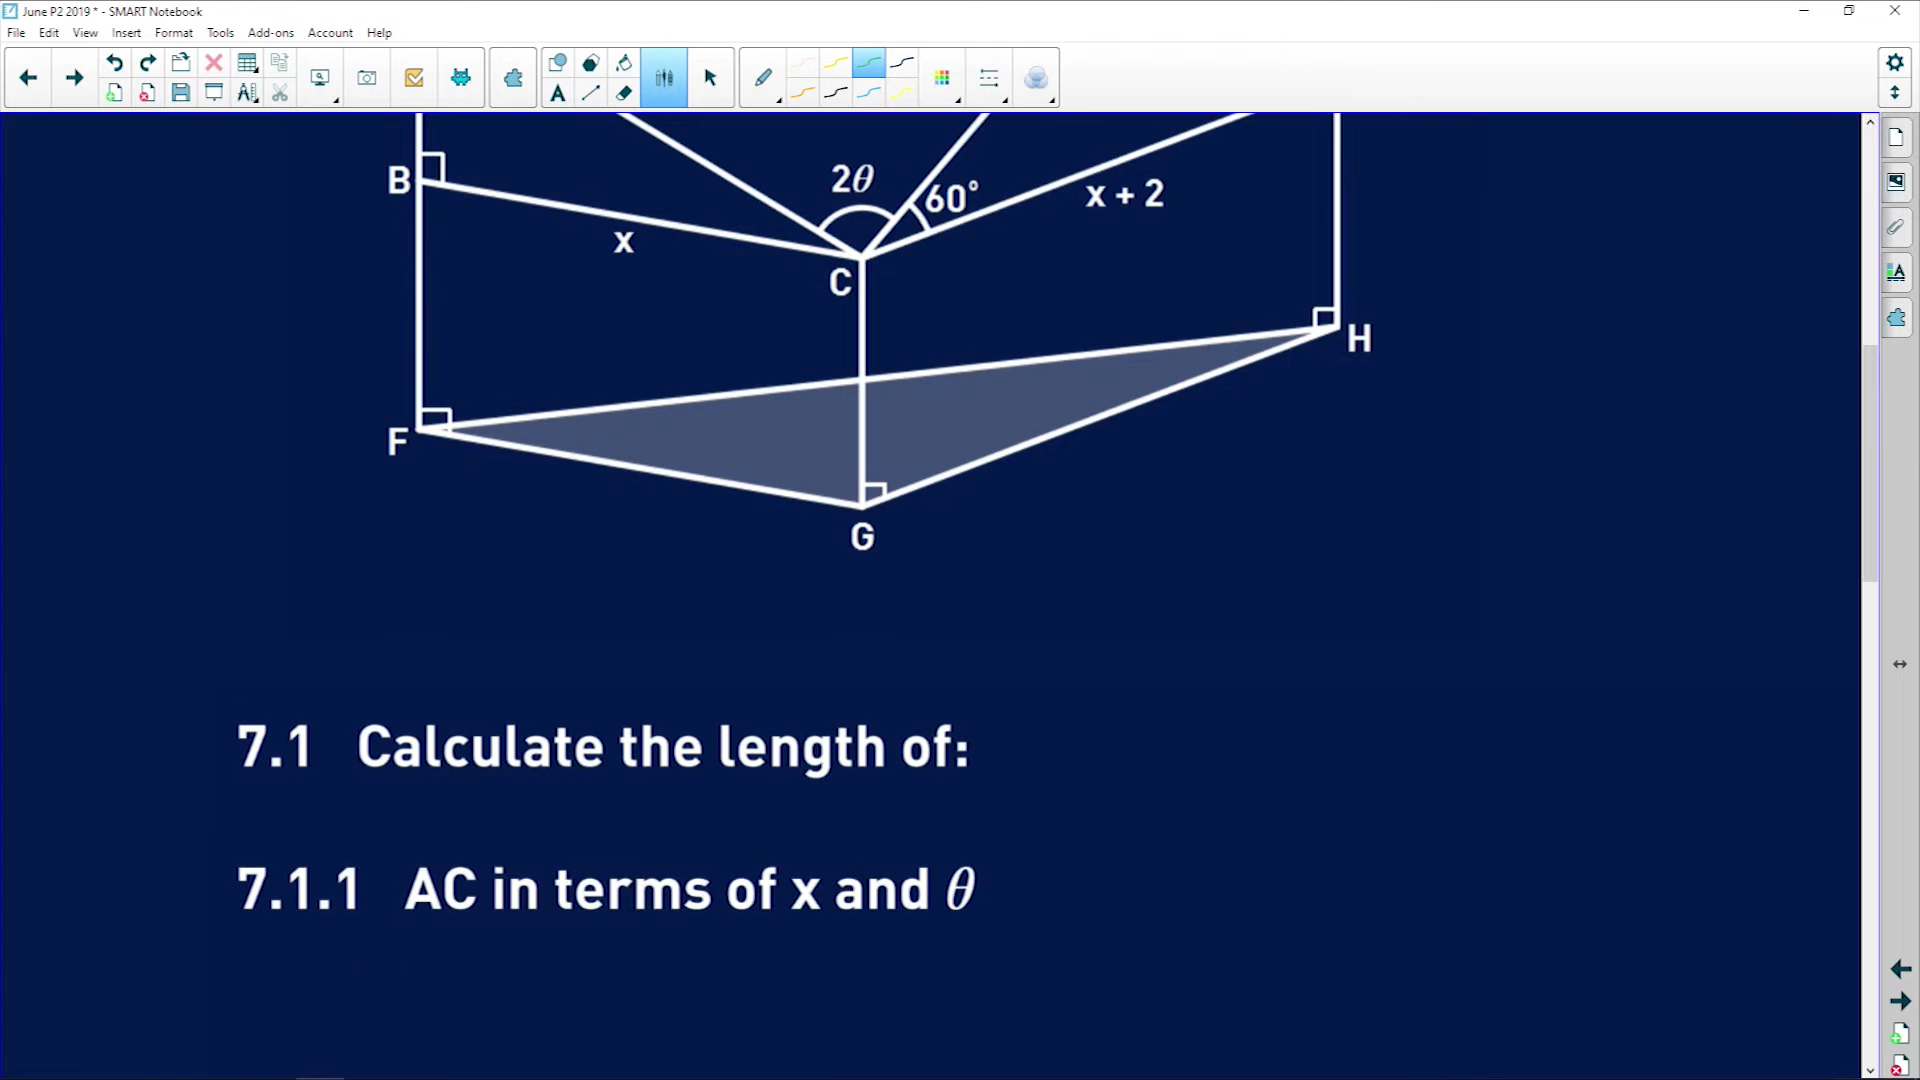 June P2 2019 * - SMART Notebook
File Edit View Insert Format Tools Add-ons Account Help
2θ
B
60°
x + 2
x
C
H
F
G
7.1 Calculate the length of:
7.1.1 AC in terms of x and θ